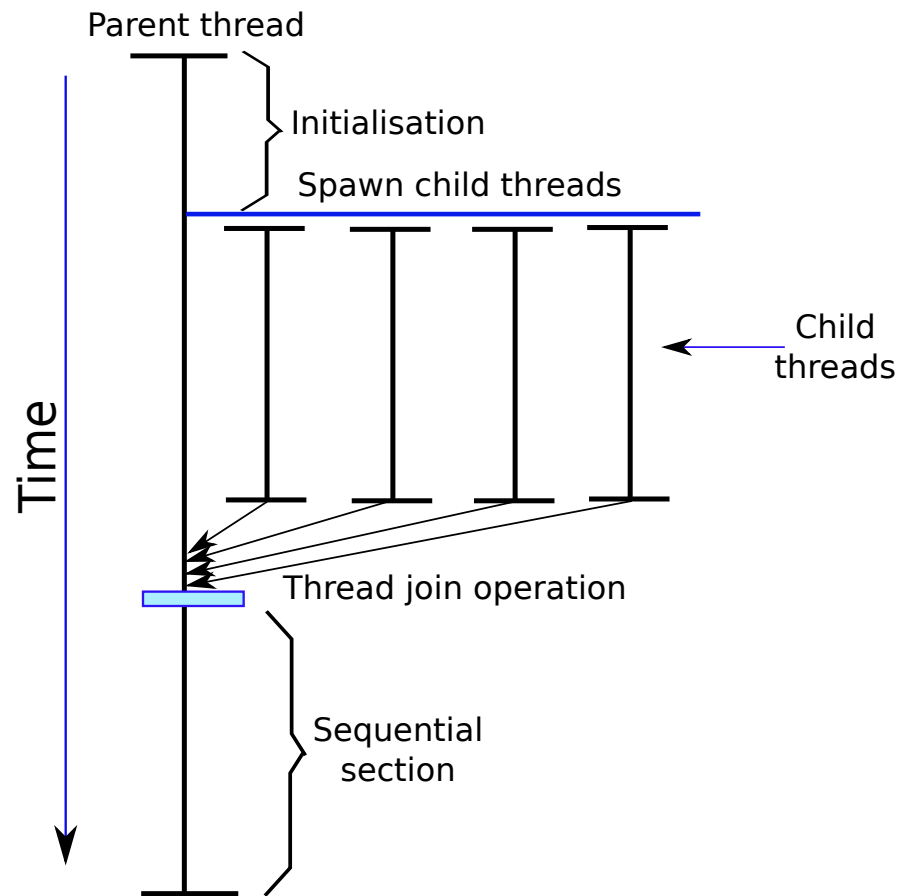 Parent thread
Initialisation
Spawn child threads
Child
threads
Time
Thread join operation
Sequential
section